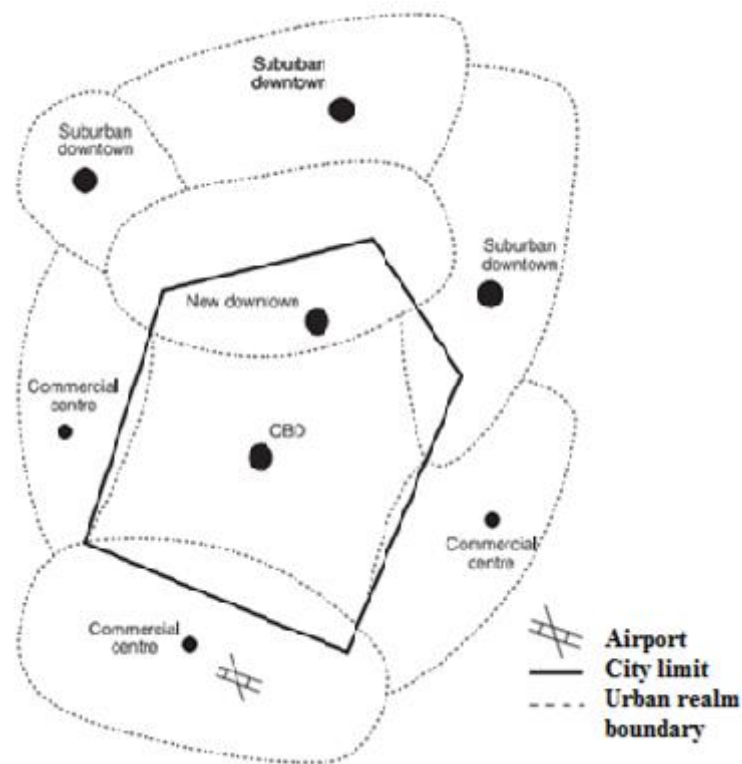 Suburban
downtown
Suburban
downtown
Suburban
downtown
New downtown
Commercial
centre
CBD
Commercial
centre
Commercial
centre
Airport
City limit
Urban realm
boundary